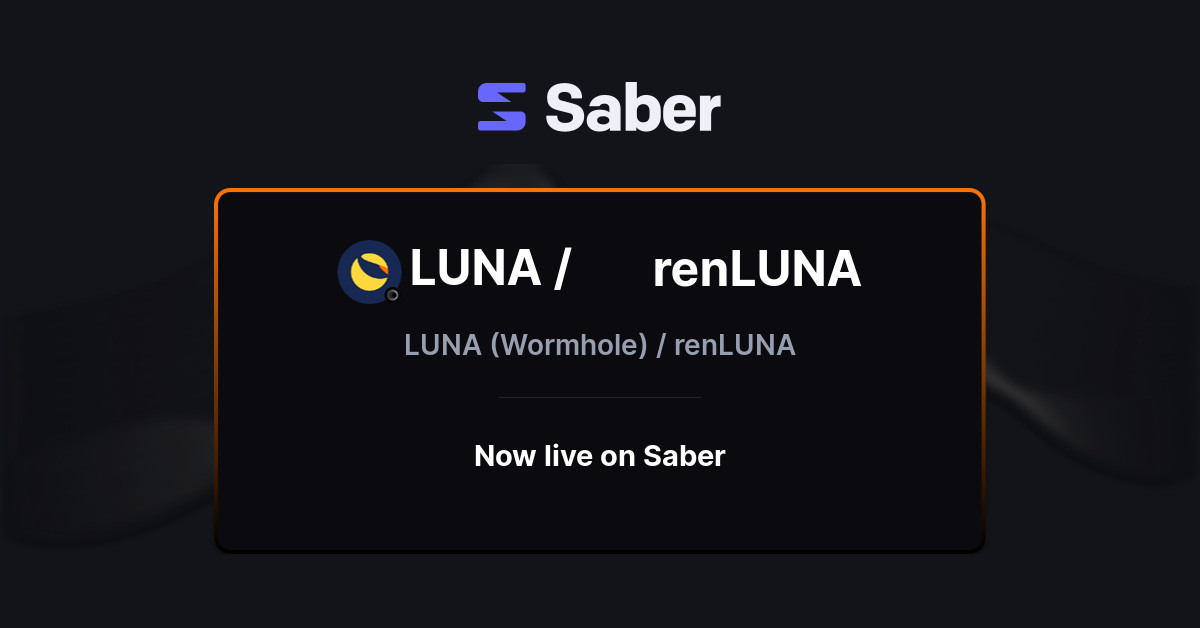 Saber
LUNA / renLUNA
LUNA (Wormhole) / renLUNA
Now live on Saber